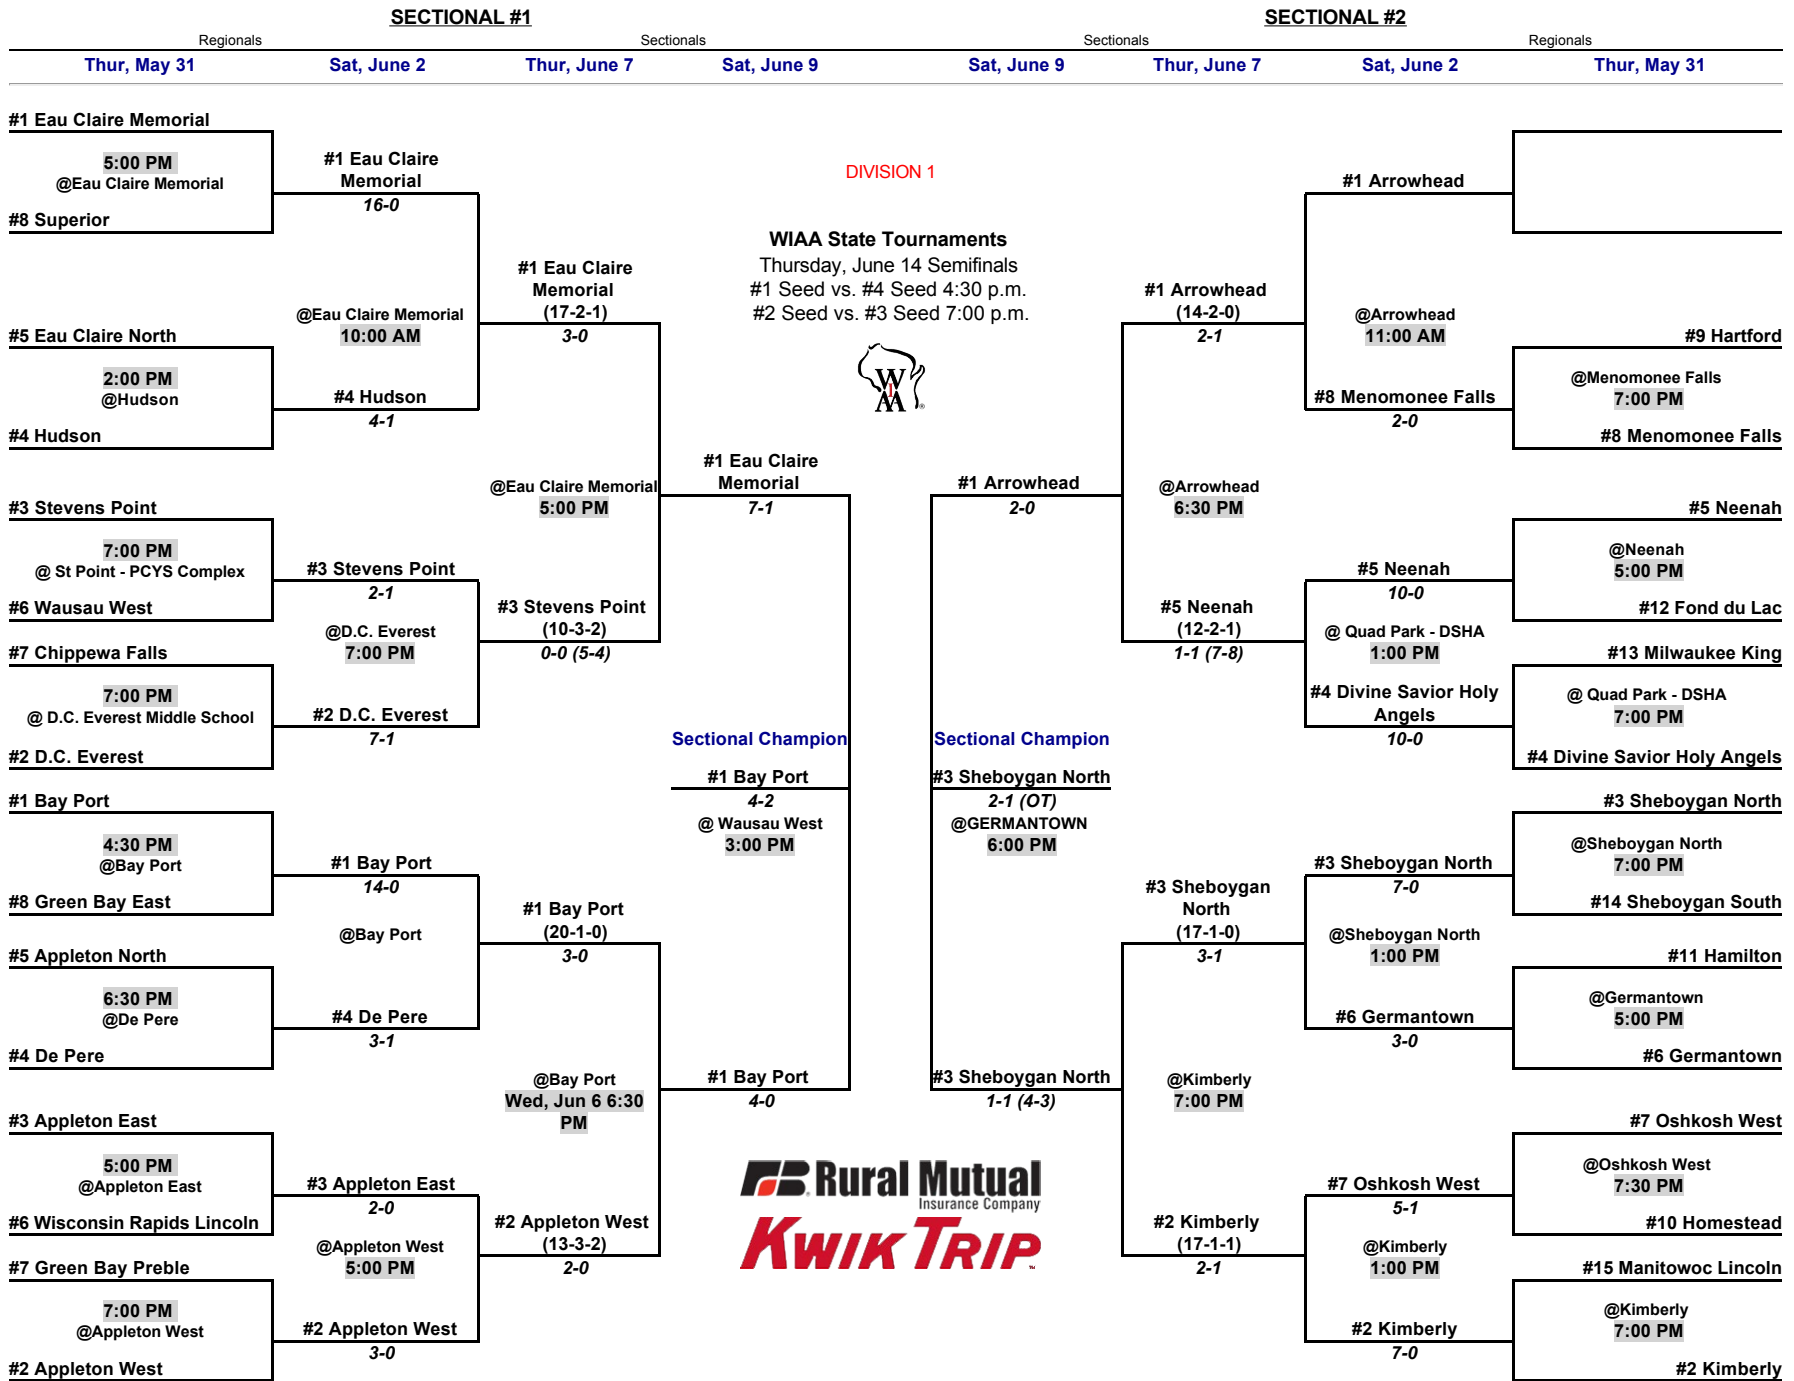 SECTIONAL #1
SECTIONAL #2
Regionals
Sectionals
Sectionals
Regionals
Thur, May 31
Sat, June 2
Thur, June 7
Sat, June 9
Sat, June 9
Thur, June 7
Sat, June 2
Thur, May 31
#1 Eau Claire Memorial
5:00 PM
@Eau Claire Memorial
#8 Superior
#5 Eau Claire North
2:00 PM
@Hudson
#4 Hudson
#3 Stevens Point
7:00 PM
@ St Point - PCYS Complex
#6 Wausau West
#7 Chippewa Falls
7:00 PM
@ D.C. Everest Middle School
#2 D.C. Everest
#1 Bay Port
4:30 PM
@Bay Port
#8 Green Bay East
#5 Appleton North
6:30 PM
@De Pere
#4 De Pere
#3 Appleton East
5:00 PM
@Appleton East
#6 Wisconsin Rapids Lincoln
#7 Green Bay Preble
7:00 PM
@Appleton West
#2 Appleton West
#1 Eau Claire
Memorial
16-0
@Eau Claire Memorial
10:00 AM
#4 Hudson
4-1
#3 Stevens Point
2-1
@D.C. Everest
7:00 PM
#2 D.C. Everest
7-1
#1 Bay Port
14-0
@Bay Port
#4 De Pere
3-1
#3 Appleton East
2-0
@Appleton West
5:00 PM
#2 Appleton West
3-0
#1 Eau Claire
Memorial
(17-2-1)
3-0
@Eau Claire Memorial
5:00 PM
#3 Stevens Point
(10-3-2)
0-0 (5-4)
#1 Bay Port
(20-1-0)
3-0
@Bay Port
Wed, Jun 6 6:30
PM
#2 Appleton West
(13-3-2)
2-0
#1 Eau Claire
Memorial
7-1
Sectional Champion
#1 Bay Port
4-2
@ Wausau West
3:00 PM
#1 Bay Port
4-0
DIVISION 1
WIAA State Tournaments
Thursday, June 14 Semifinals
#1 Seed vs. #4 Seed 4:30 p.m.
#2 Seed vs. #3 Seed 7:00 p.m.
W
I
AA
®
Rural Mutual
Insurance Company
KWIK TRIP
#1 Arrowhead
2-0
Sectional Champion
#3 Sheboygan North
2-1 (OT)
@GERMANTOWN
6:00 PM
#3 Sheboygan North
1-1 (4-3)
#1 Arrowhead
(14-2-0)
2-1
@Arrowhead
6:30 PM
#5 Neenah
(12-2-1)
1-1 (7-8)
#3 Sheboygan
North
(17-1-0)
3-1
@Kimberly
7:00 PM
#2 Kimberly
(17-1-1)
2-1
#1 Arrowhead
@Arrowhead
11:00 AM
#8 Menomonee Falls
2-0
#5 Neenah
10-0
@ Quad Park - DSHA
1:00 PM
#4 Divine Savior Holy
Angels
10-0
#3 Sheboygan North
7-0
@Sheboygan North
1:00 PM
#6 Germantown
3-0
#7 Oshkosh West
5-1
@Kimberly
1:00 PM
#2 Kimberly
7-0
#9 Hartford
@Menomonee Falls
7:00 PM
#8 Menomonee Falls
#5 Neenah
@Neenah
5:00 PM
#12 Fond du Lac
#13 Milwaukee King
@ Quad Park - DSHA
7:00 PM
#4 Divine Savior Holy Angels
#3 Sheboygan North
@Sheboygan North
7:00 PM
#14 Sheboygan South
#11 Hamilton
@Germantown
5:00 PM
#6 Germantown
#7 Oshkosh West
@Oshkosh West
7:30 PM
#10 Homestead
#15 Manitowoc Lincoln
@Kimberly
7:00 PM
#2 Kimberly